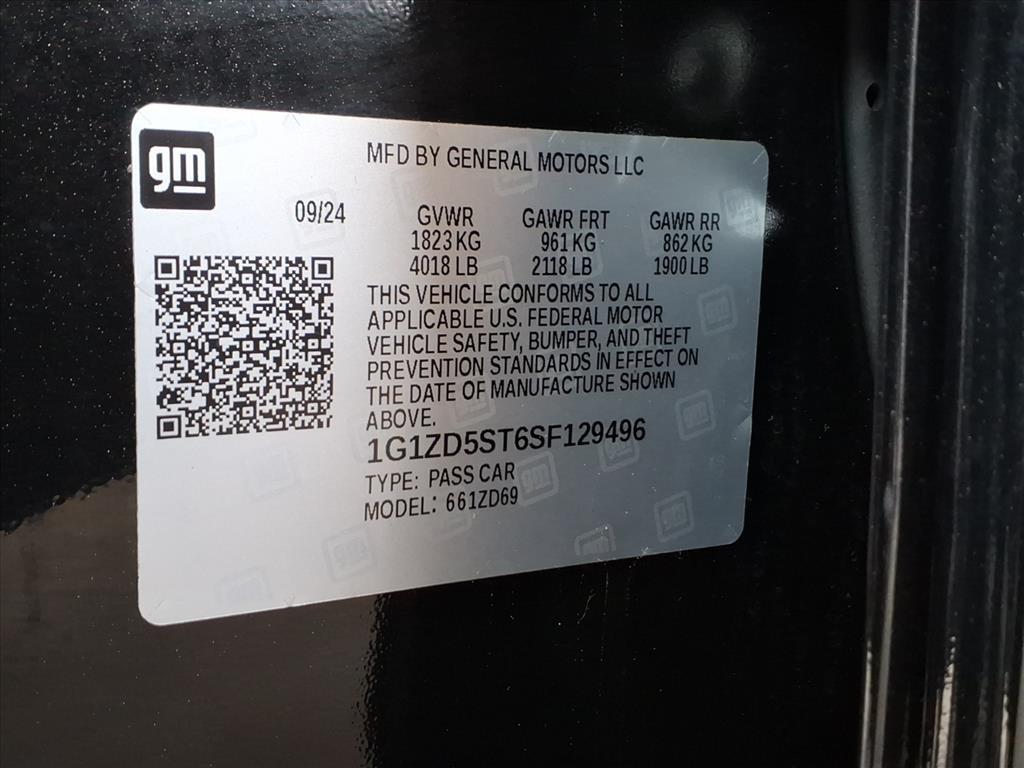 gm
MFD BY GENERAL MOTORS LLC
09/24 GVWR GAWR FRT GAWR RR
1823 KG 961 KG 862 KG
4018 LB 2118 LB 1900 LB
THIS VEHICLE CONFORMS TO ALL
APPLICABLE U.S. FEDERAL MOTOR
VEHICLE SAFETY, BUMPER, AND THEFT
PREVENTION STANDARDS IN EFFECT ON
THE DATE OF MANUFACTURE SHOWN
ABOVE.
1G1ZD5ST6SF129496
TYPE: PASS CAR
MODEL: 661ZD69